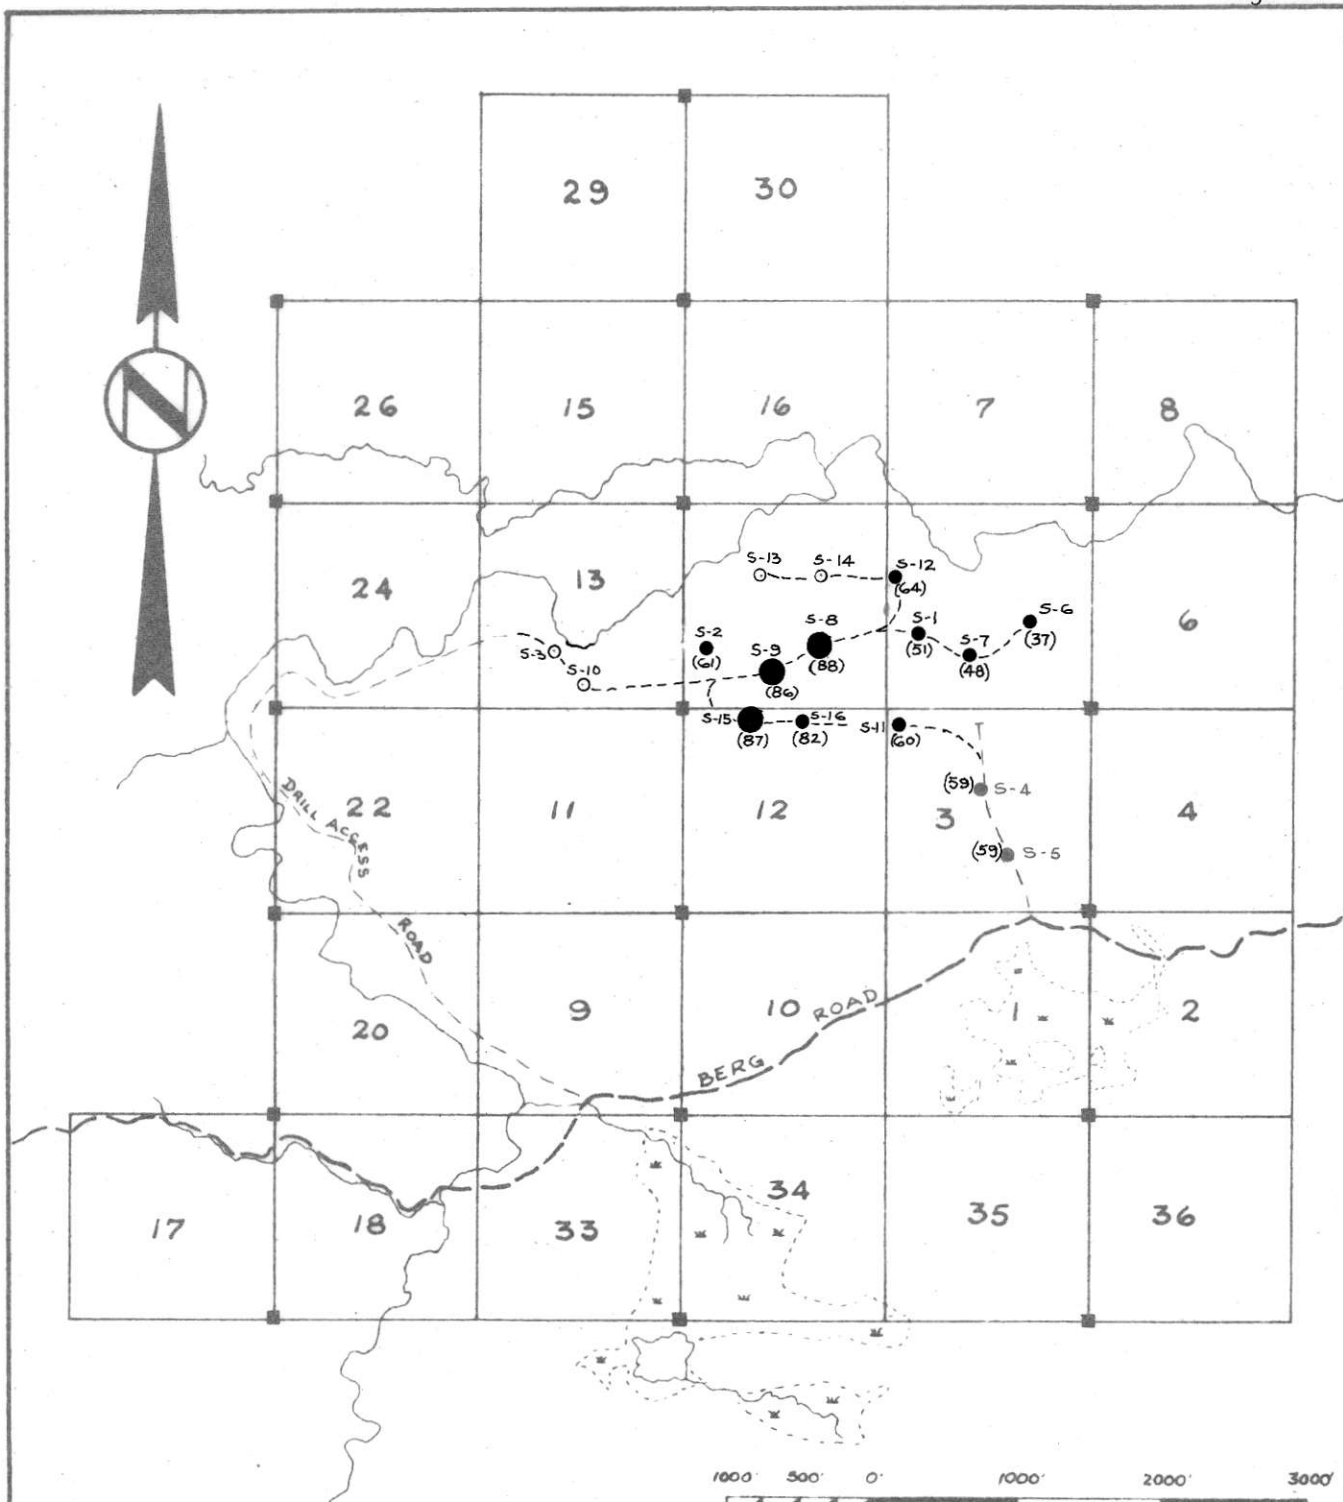 29 30
N
26 15 16 7 8
S-13 S-14 S-12
(64)
24 13 6
S-2 S-8 S-1 S-6
(61) (88) (51) (37)
S-3 S-9 S-7
S-10 (86) (48)
S-15 S-16 S-11
(87) (82) (60)
(59) S-4
22 11 12 3 4
DRILL ACCESS ROAD
(59) S-5
20 9 10 1 2
BERG ROAD
17 18 33 34 35 36
1000' 500' 0' 1000' 2000' 3000'